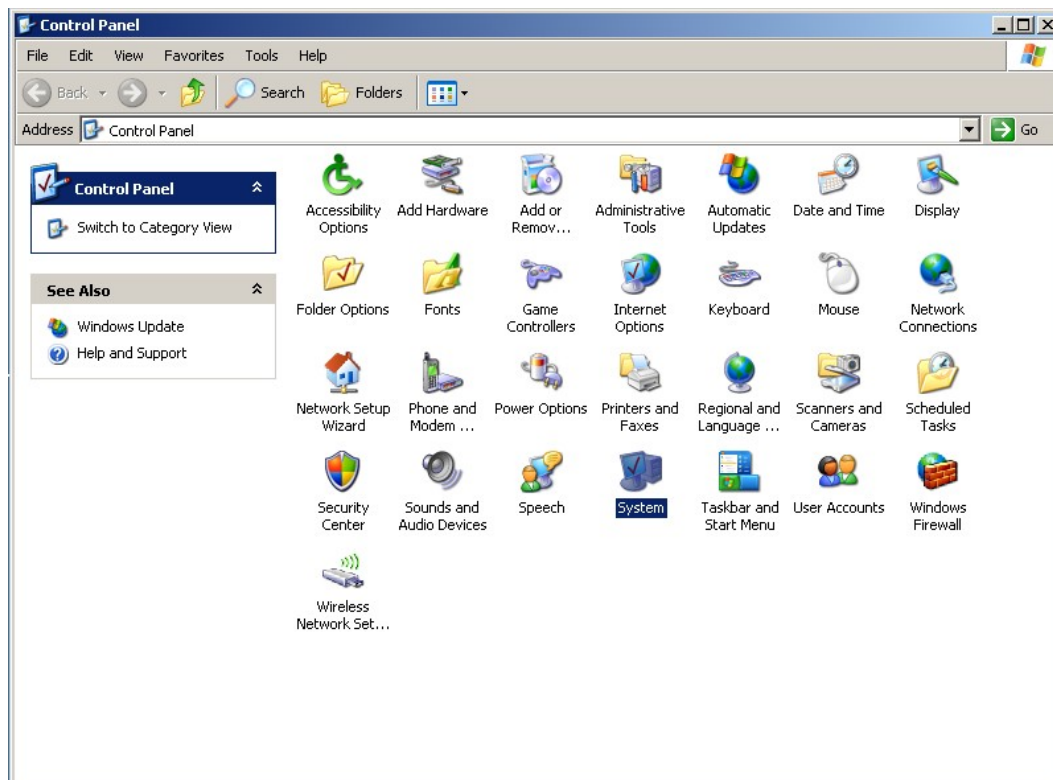 Control Panel
File Edit View Favorites Tools Help
Back Search Folders
Address Control Panel Go
Control Panel
Switch to Category View
See Also
Windows Update
Help and Support
Accessibility Options
Add Hardware
Add or Remov...
Administrative Tools
Automatic Updates
Date and Time
Display
Folder Options
Fonts
Game Controllers
Internet Options
Keyboard
Mouse
Network Connections
Network Setup Wizard
Phone and Modem ...
Power Options
Printers and Faxes
Regional and Language ...
Scanners and Cameras
Scheduled Tasks
Security Center
Sounds and Audio Devices
Speech
System
Taskbar and Start Menu
User Accounts
Windows Firewall
Wireless Network Set...